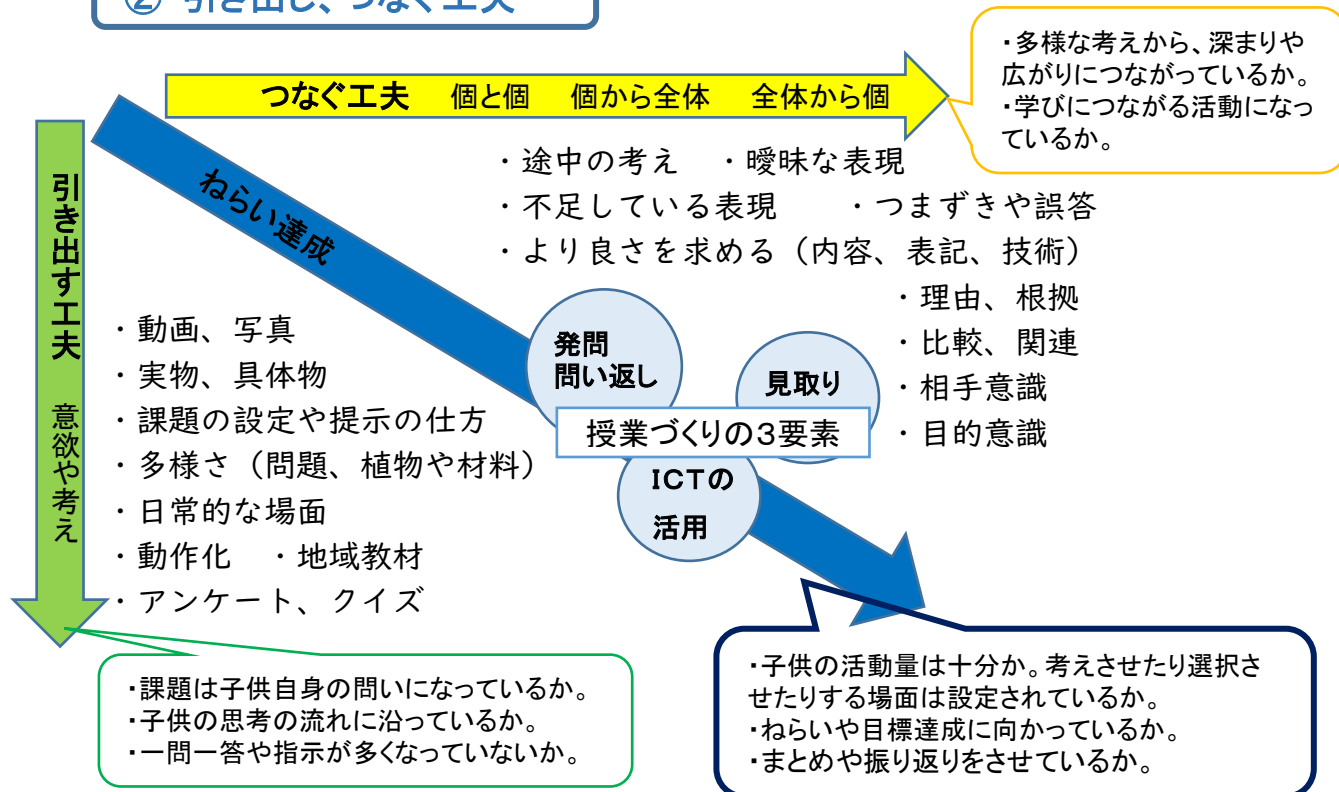 ② 引き出し、つなぐ工夫
つなぐ工夫 個と個 個から全体 全体から個
・多様な考えから、深まりや
広がりにつながっているか。
・学びにつながる活動になっ
ているか。
引き出す工夫 意欲や考え
ねらい達成
・途中の考え ・曖昧な表現
・不足している表現 ・つまずきや誤答
・より良さを求める（内容、表記、技術）
・理由、根拠
・比較、関連
・相手意識
・目的意識
・動画、写真
・実物、具体物
・課題の設定や提示の仕方
・多様さ（問題、植物や材料）
・日常的な場面
・動作化 ・地域教材
・アンケート、クイズ
発問
問い返し
見取り
授業づくりの３要素
ＩＣＴの
活用
・課題は子供自身の問いになっているか。
・子供の思考の流れに沿っているか。
・一問一答や指示が多くなっていないか。
・子供の活動量は十分か。考えさせたり選択さ
せたりする場面は設定されているか。
・ねらいや目標達成に向かっているか。
・まとめや振り返りをさせているか。